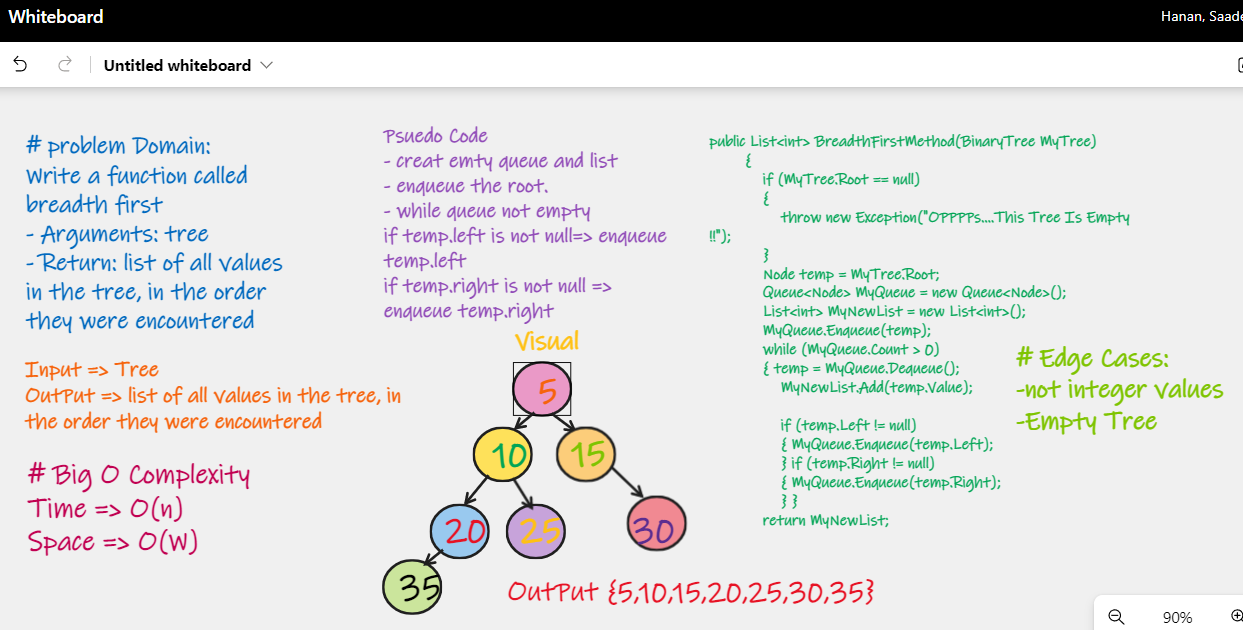 Whiteboard
Hanan, Saade
Untitled whiteboard
# problem Domain:
Write a function called
breadth first
- Arguments: tree
- Return: list of all values
in the tree, in the order
they were encountered
Input => Tree
OutPut => list of all values in the tree, in
the order they were encountered
# Big O Complexity
Time => O(n)
Space => O(W)
Psuedo Code
- creat emty queue and list
- enqueue the root.
- while queue not empty
if temp.left is not null=> enqueue
temp.left
if temp.right is not null =>
enqueue temp.right
Visual
5
10
15
20
25
30
35
OutPut {5,10,15,20,25,30,35}
public List<int> BreadthFirstMethod(BinaryTree MyTree)
{
if (MyTree.Root == null)
{
throw new Exception("OPPPPs....This Tree Is Empty
!!");
}
Node temp = MyTree.Root;
Queue<Node> MyQueue = new Queue<Node>();
List<int> MyNewList = new List<int>();
MyQueue.Enqueue(temp);
while (MyQueue.Count > 0)
{ temp = MyQueue.Dequeue();
MyNewList.Add(temp.Value);
if (temp.Left != null)
{ MyQueue.Enqueue(temp.Left);
} if (temp.Right != null)
{ MyQueue.Enqueue(temp.Right);
} }
return MyNewList;
# Edge Cases:
-not integer values
-Empty Tree
90%